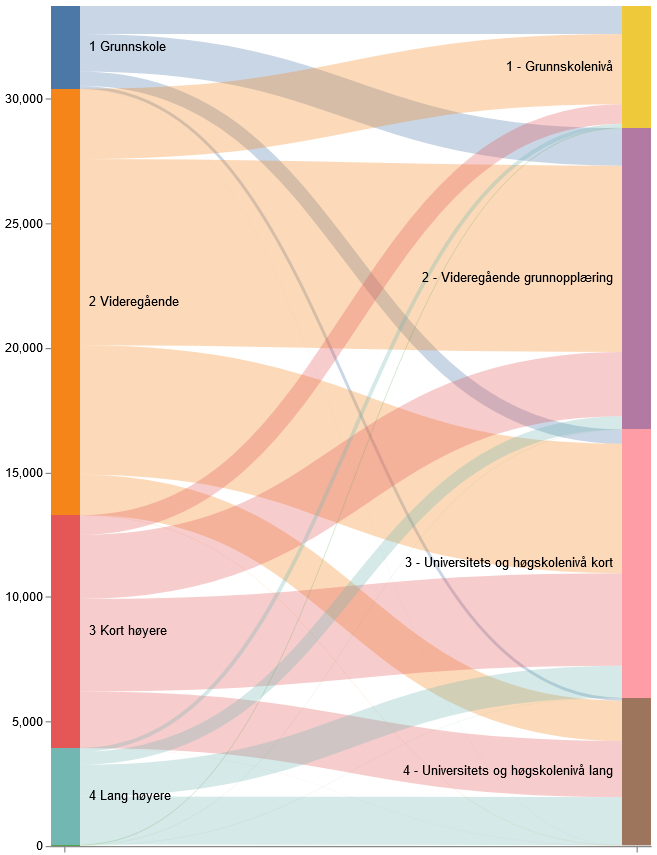 1 Grunnskole
1 - Grunnskolenivå
30,000
25,000
2 - Videregående grunnopplæring
2 Videregående
20,000
15,000
3 - Universitets og høgskolenivå kort
10,000
3 Kort høyere
5,000
4 - Universitets og høgskolenivå lang
4 Lang høyere
0